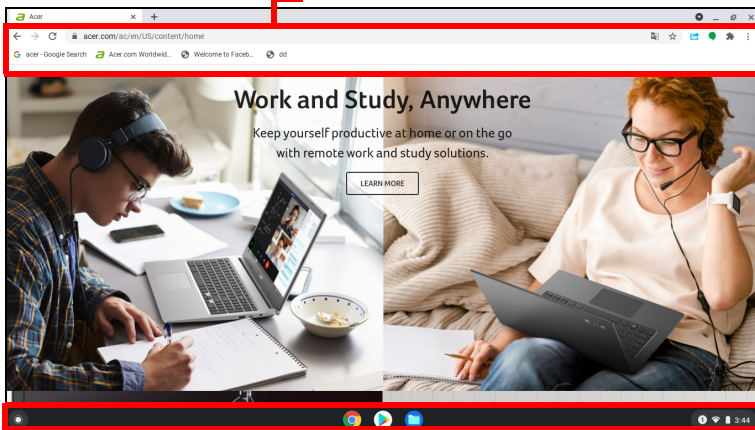 Acer
acer.com/ac/en/US/content/home
acer - Google Search Acer.com Worldwid... Welcome to Faceb... dd
Work and Study, Anywhere
Keep yourself productive at home or on the go
with remote work and study solutions.
LEARN MORE
1 3:44